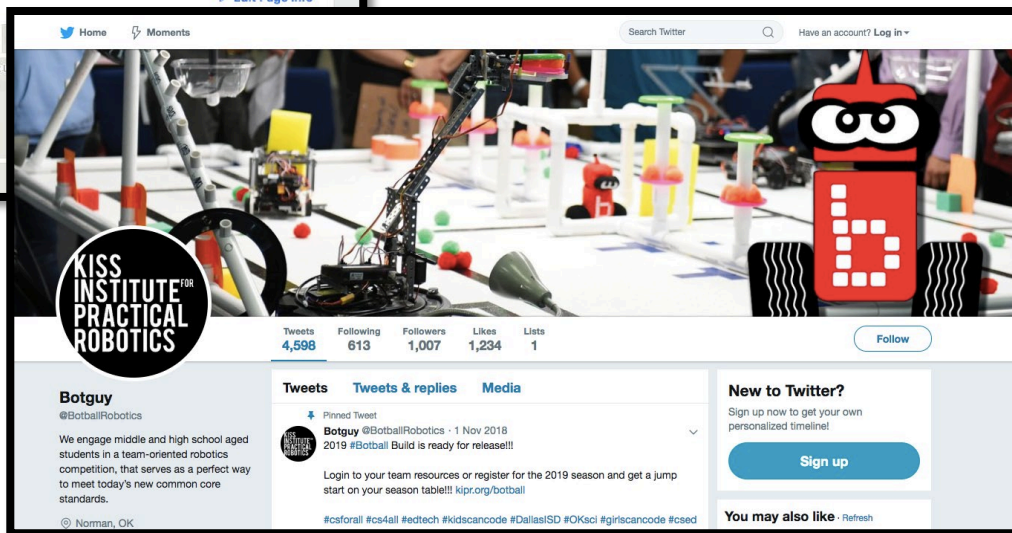 Home
Moments
Search Twitter
Have an account? Log in
KISS
INSTITUTE FOR
PRACTICAL
ROBOTICS
b
b
Tweets
4,598
Following
613
Followers
1,007
Likes
1,234
Lists
1
Follow
Botguy
@BotballRobotics
We engage middle and high school aged
students in a team-oriented robotics
competition, that serves as a perfect way
to meet today's new common core
standards.
Norman, OK
Tweets Tweets & replies Media
Pinned Tweet
KISS
INSTITUTE FOR
PRACTICAL
ROBOTICS
Botguy @BotballRobotics · 1 Nov 2018
2019 #Botball Build is ready for release!!!
Login to your team resources or register for the 2019 season and get a jump
start on your season table!!! kipr.org/botball
#csforall #cs4all #edtech #kidscancode #DallasISD #OKsci #girlscancode #csed
New to Twitter?
Sign up now to get your own
personalized timeline!
Sign up
You may also like · Refresh